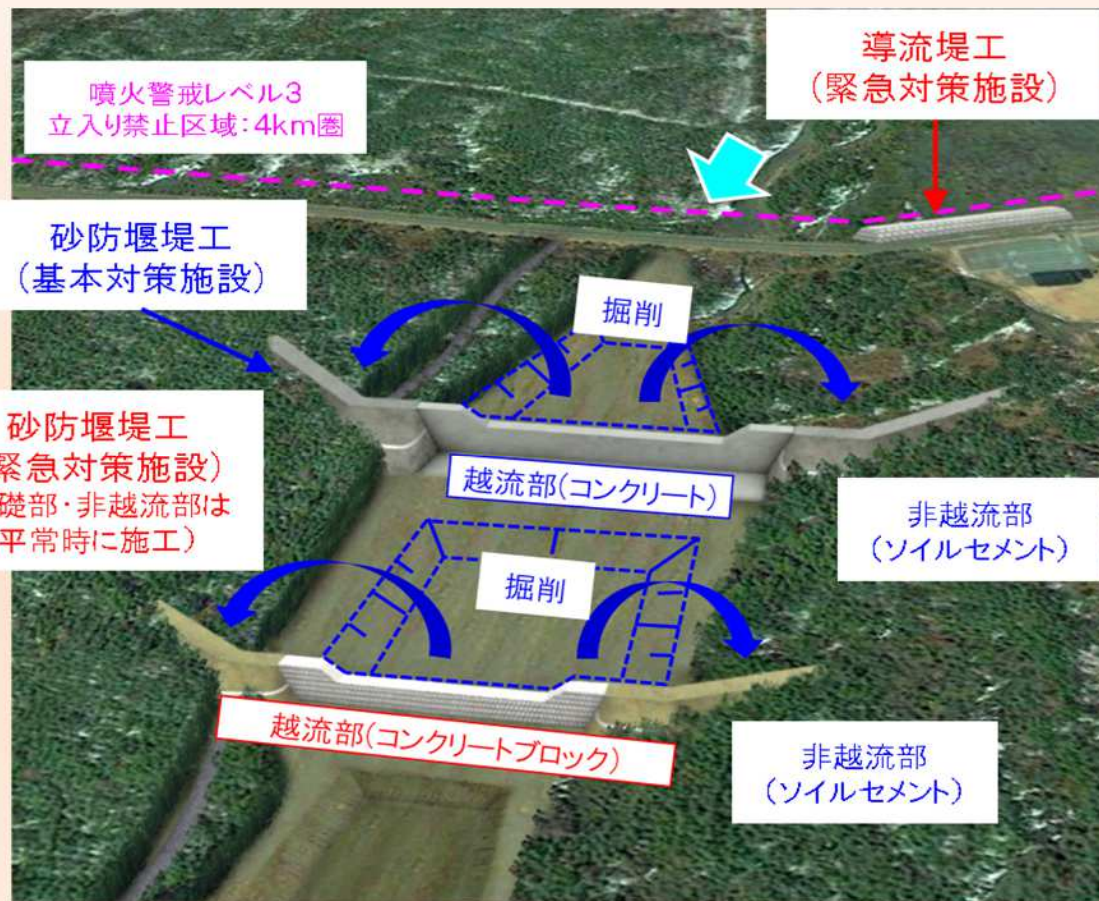 導流堤工
(緊急対策施設)
噴火警戒レベル3
立入り禁止区域:4km圏
砂防堰堤工
(基本対策施設)
掘削
砂防堰堤工
緊急対策施設)
礎部・非越流部は
平常時に施工)
越流部(コンクリート)
非越流部
(ソイルセメント)
掘削
越流部(コンクリートブロック)
非越流部
(ソイルセメント)